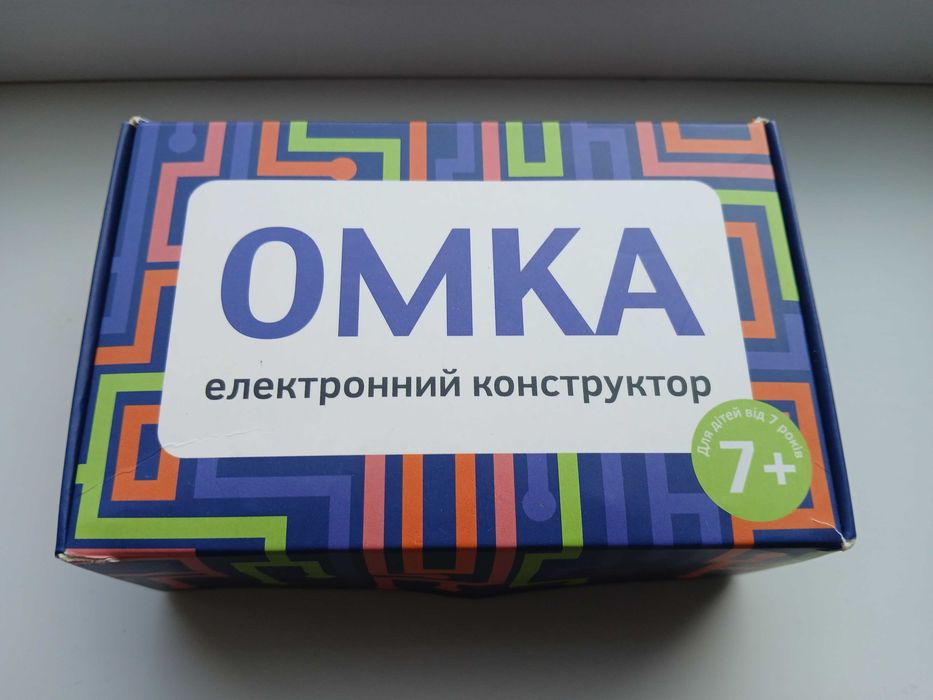 ОМКА
електронний конструктор
Для дітей від 7 років
7+